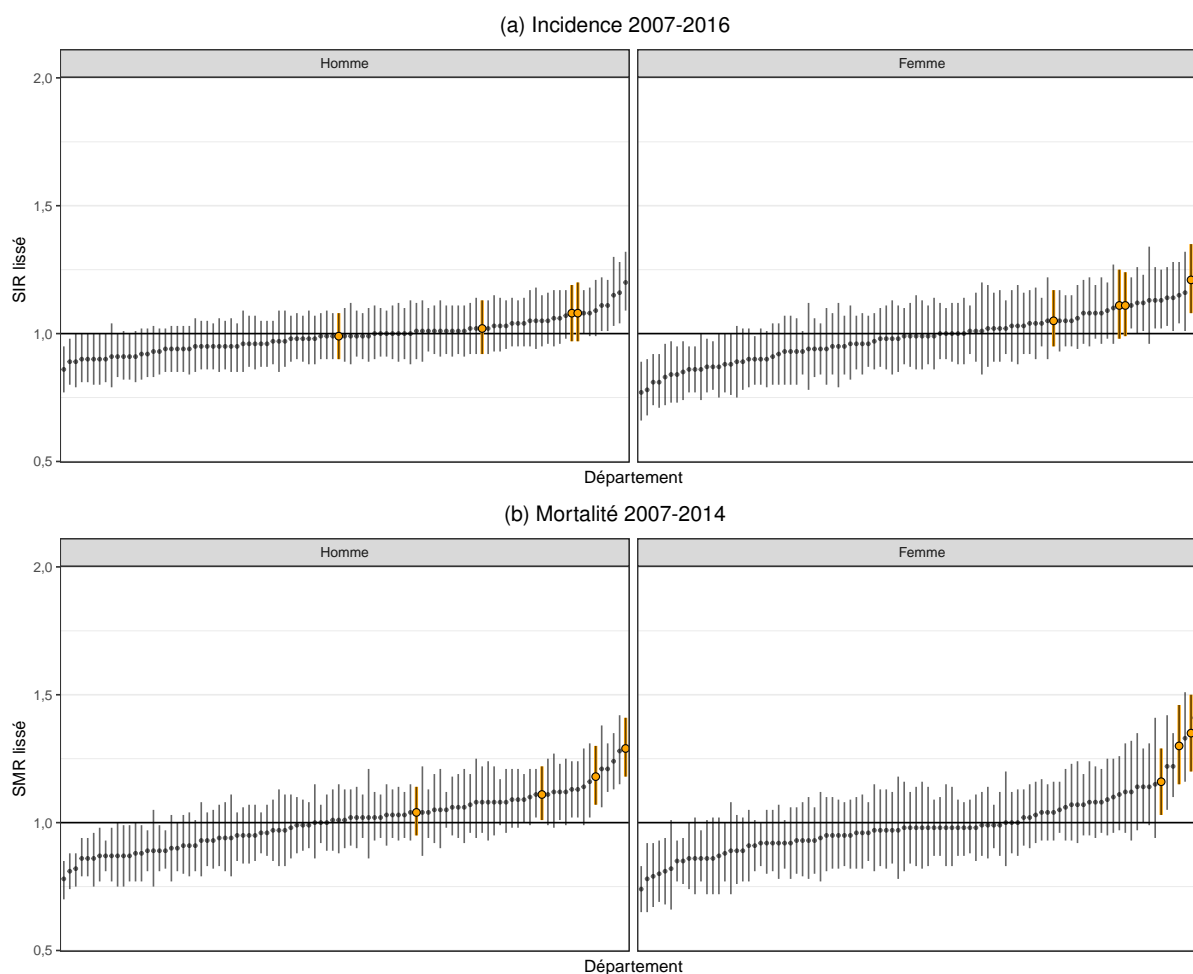 (a) Incidence 2007-2016
Homme
Femme
2,0
1,5
1,0
0,5
SIR lissé
Département
(b) Mortalité 2007-2014
Homme
Femme
2,0
1,5
1,0
0,5
SMR lissé
Département